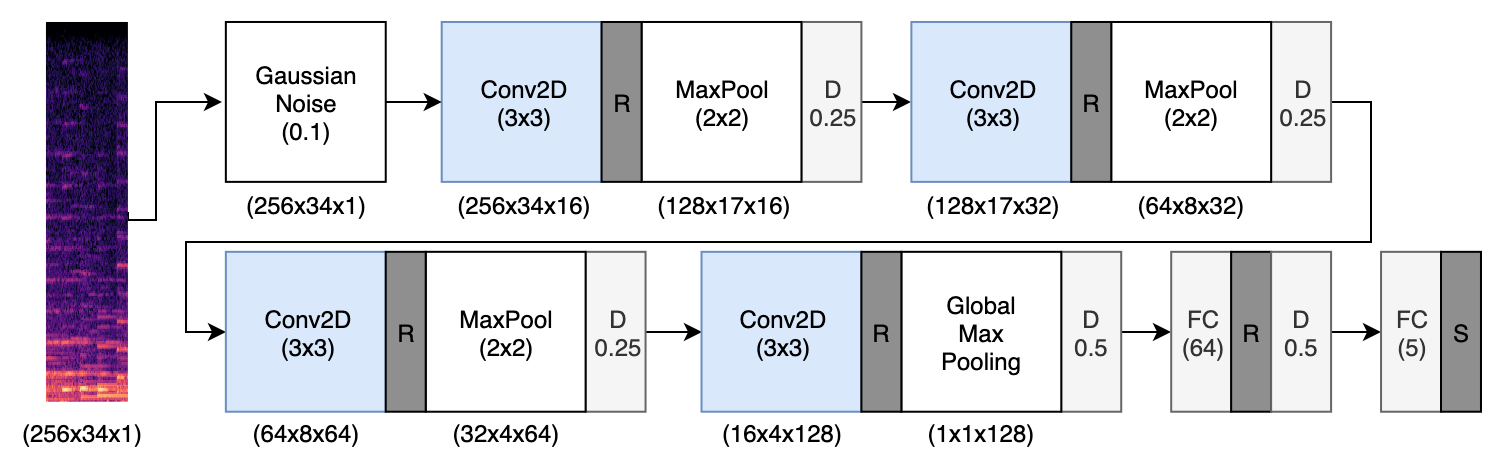 Gaussian
Noise
(0.1)
Conv2D
(3x3)
R
MaxPool
(2x2)
D
0.25
Conv2D
(3x3)
R
MaxPool
(2x2)
D
0.25
(256x34x1)
(256x34x16)
(128x17x16)
(128x17x32)
(64x8x32)
Conv2D
(3x3)
R
MaxPool
(2x2)
D
0.25
Conv2D
(3x3)
R
Global
Max
Pooling
D
0.5
FC
(64)
R
D
0.5
FC
(5)
S
(256x34x1)
(64x8x64)
(32x4x64)
(16x4x128)
(1x1x128)